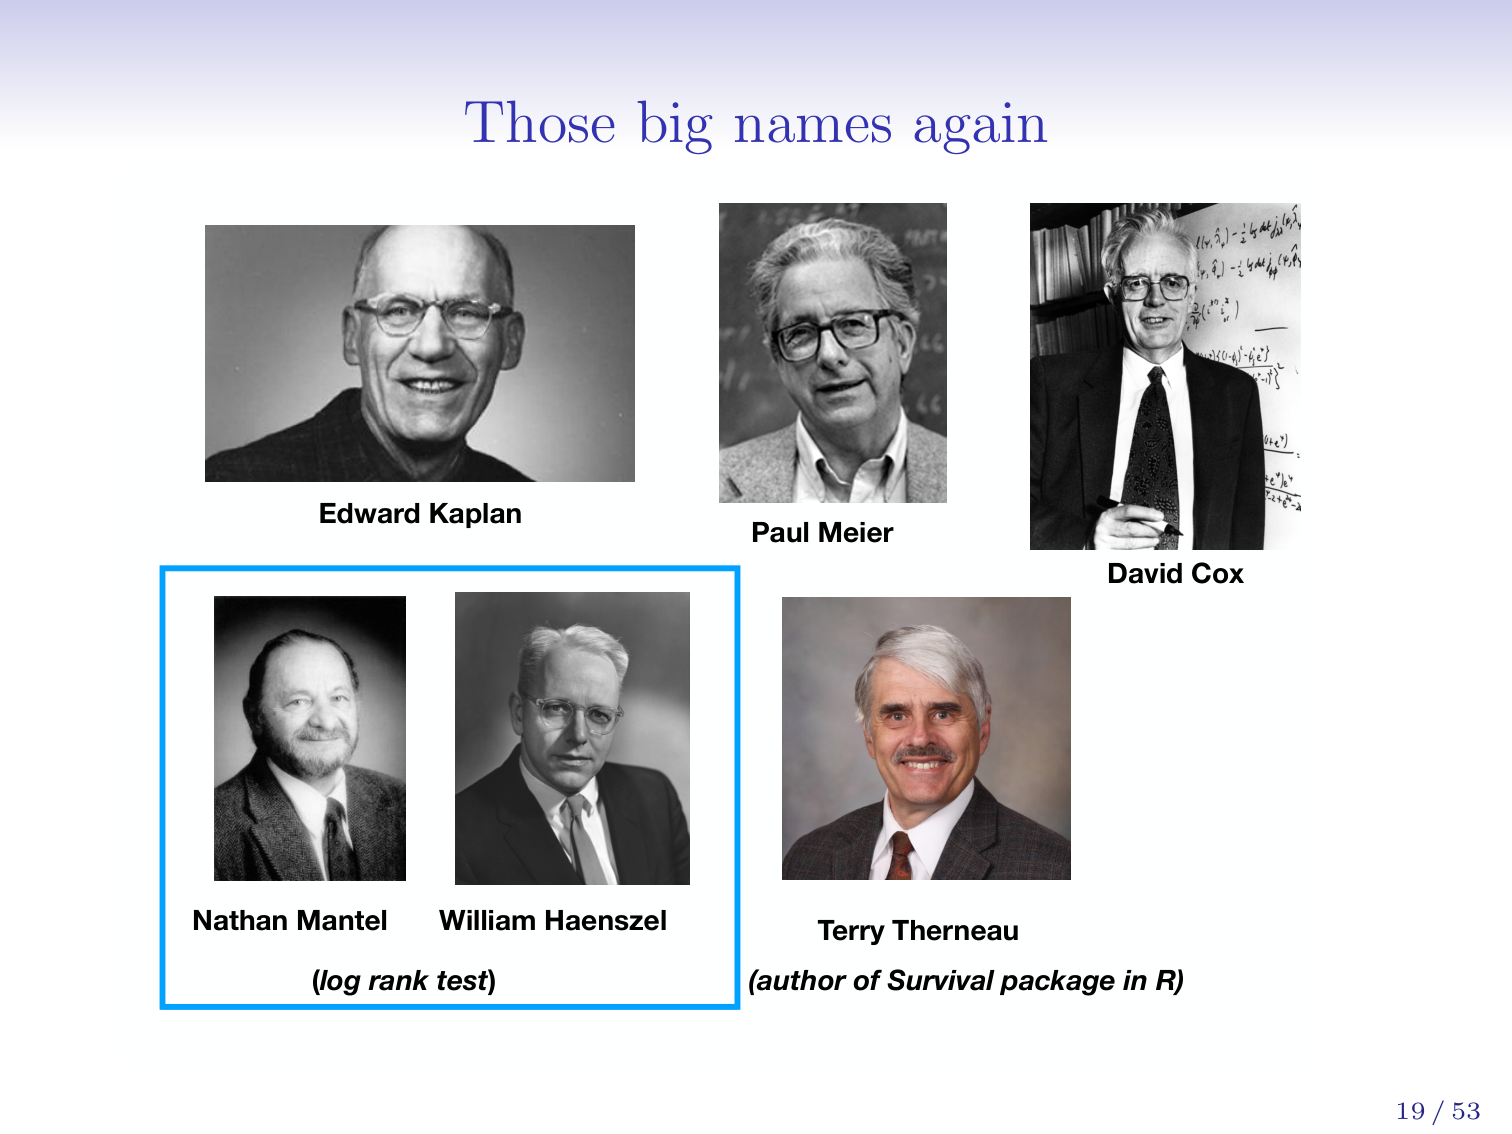 Those big names again
Edward Kaplan
Paul Meier
David Cox
Nathan Mantel
William Haenszel
(log rank test)
Terry Therneau
(author of Survival package in R)
19 / 53